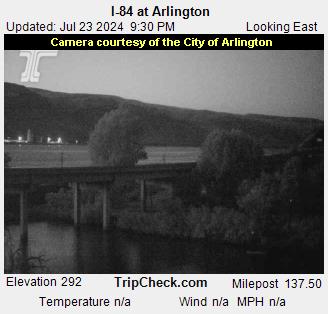 I-84 at Arlington
Updated: Jul 23 2024 9:30 PM Looking East
Camera courtesy of the City of Arlington
Elevation 292 TripCheck.com Milepost 137.50
Temperature n/a Wind n/a MPH n/a